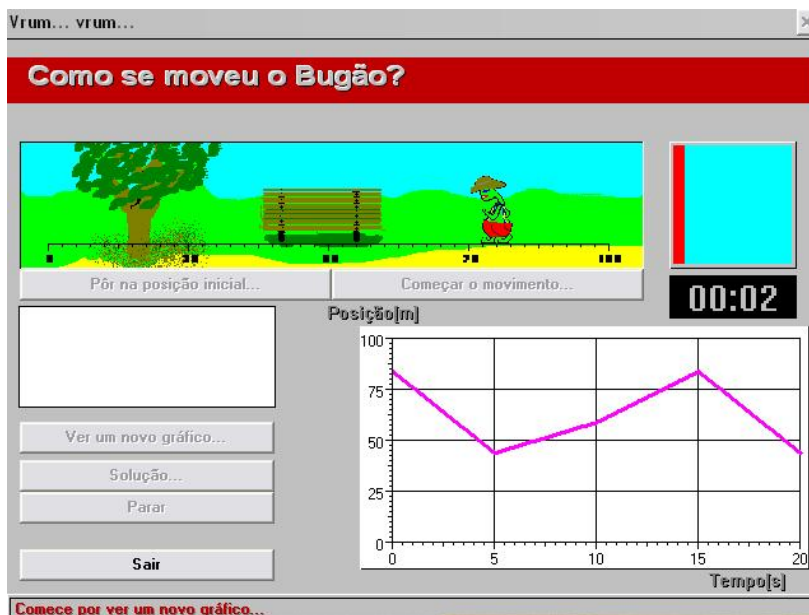 Vrum... vrum...
Como se moveu o Bugão?
100
Pôr na posição inicial...
Começar o movimento...
00:02
Posição[m]
100
75
50
25
0
0
5
10
15
20
Tempo[s]
Ver um novo gráfico...
Solução...
Parar
Sair
Comece por ver um novo gráfico...